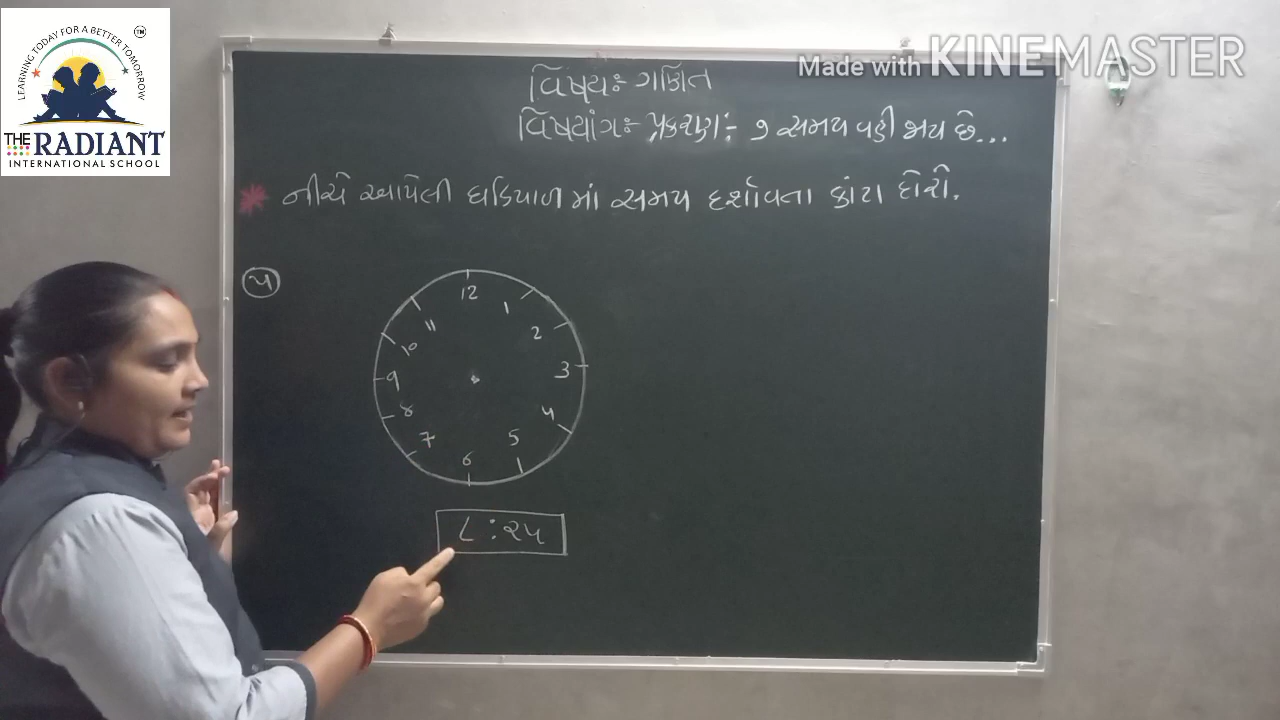 LEARNING TODAY FOR A BETTER TOMORROW
TM
THE RADIANT
INTERNATIONAL SCHOOL
Made with KINEMASTER
વિષયઃ ગણિત
વિષયાંગઃ પ્રકરણ:- ૭ સમય વહી જાય છે...
* નીચે આપેલી ઘડિયાળ માં સમય દર્શાવતા કાંટા દોરો.
૫
12
11 1
10 2
9 3
8 4
7 5
6
૮:૨૫